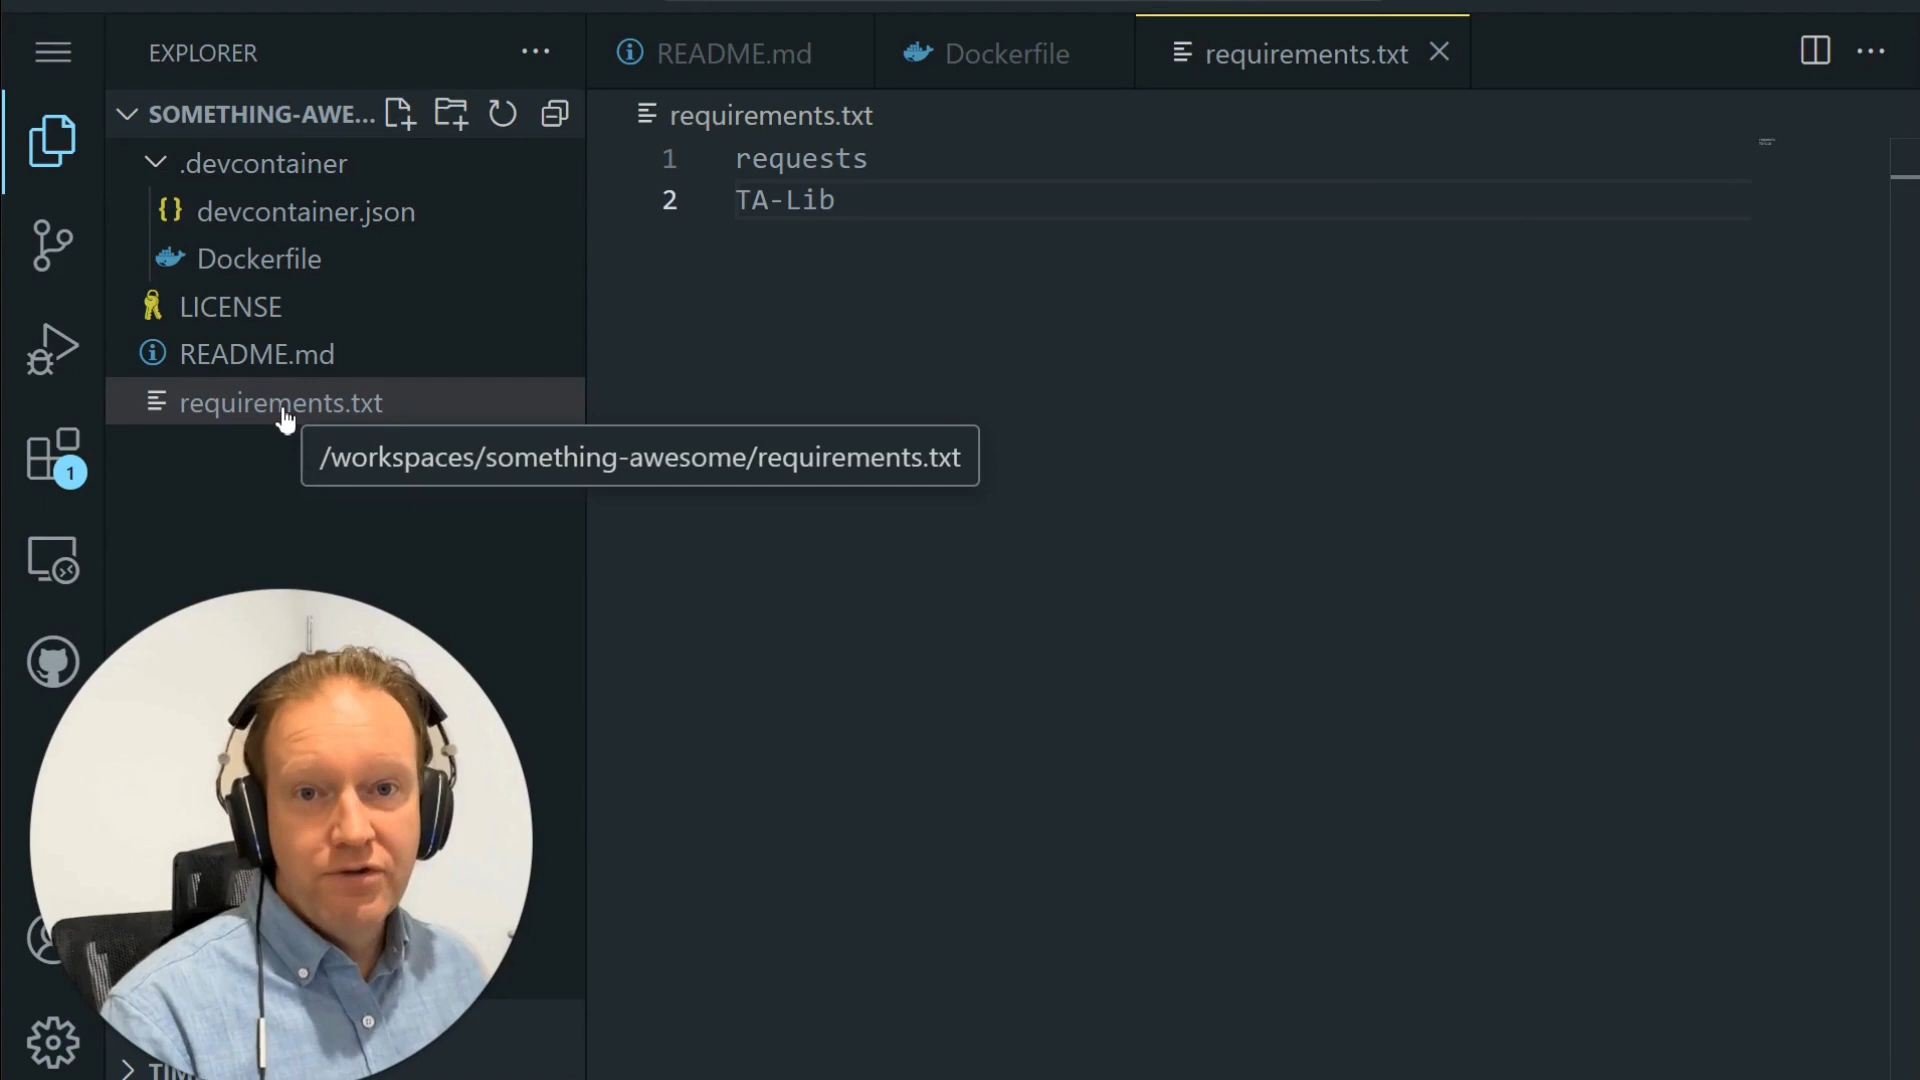 EXPLORER
README.md
Dockerfile
requirements.txt
SOMETHING-AWE...
requirements.txt
.devcontainer
1 requests
devcontainer.json
2 TA-Lib
Dockerfile
LICENSE
README.md
requirements.txt
/workspaces/something-awesome/requirements.txt
1